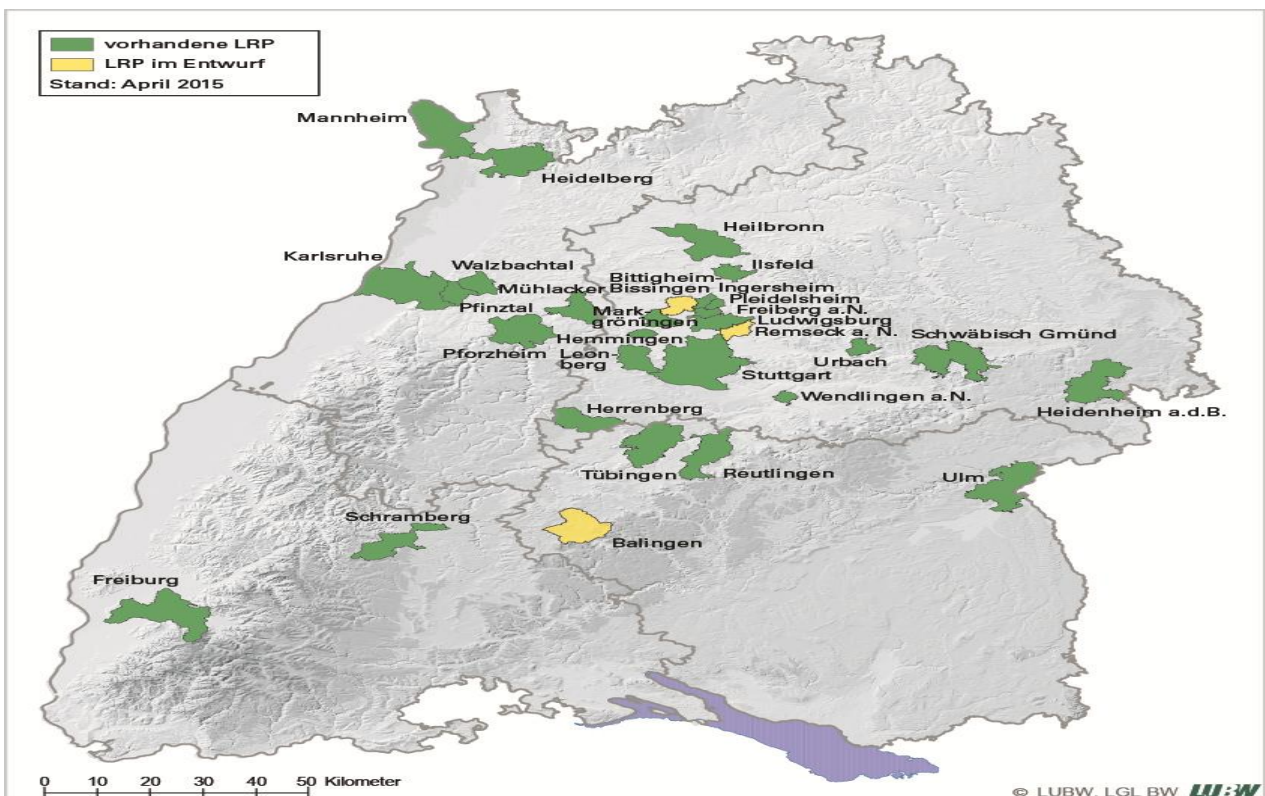 vorhandene LRP
LRP im Entwurf
Stand: April 2015
Mannheim
Heidelberg
Heilbronn
Karlsruhe
Walzbachtal
Ilsfeld
Bittigheim-
Bissingen
Ingersheim
Mühlacker
Pleidelsheim
Pfinztal
Mark-
gröningen
Freiberg a.N.
Ludwigsburg
Remseck a. N.
Schwäbisch Gmünd
Hemmingen
Pforzheim
Leon-
berg
Urbach
Stuttgart
Wendlingen a.N.
Herrenberg
Heidenheim a.d.B.
Tübingen
Reutlingen
Ulm
Schramberg
Balingen
Freiburg
0 10 20 30 40 50 Kilometer
© LUBW, LGL BW LUBW